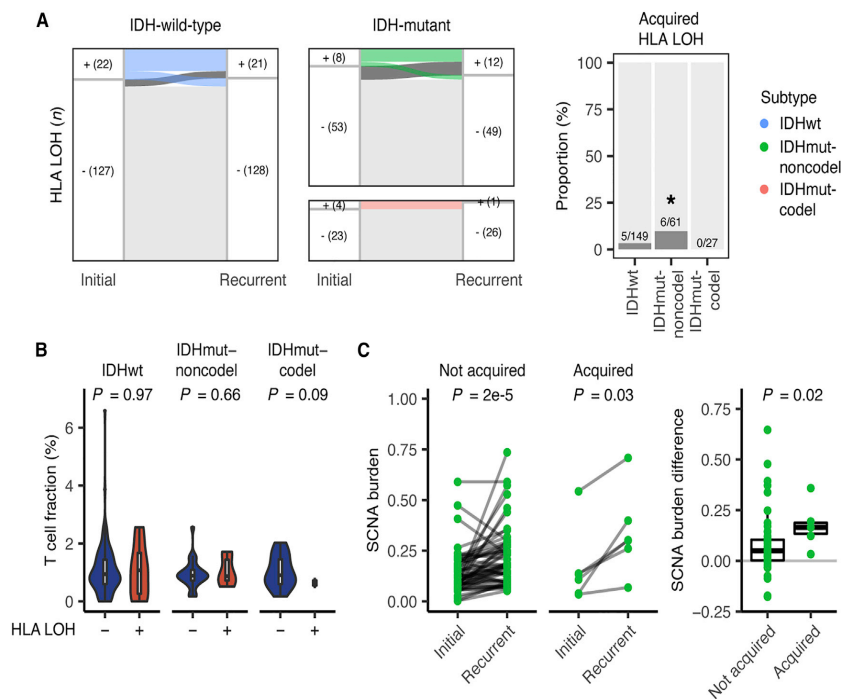 A
IDH-wild-type
IDH-mutant
Acquired
HLA LOH
HLA LOH (n)
+ (22)
+ (21)
- (127)
- (128)
Initial
Recurrent
+ (8)
+ (12)
- (53)
- (49)
+ (4)
+ (1)
- (23)
- (26)
Initial
Recurrent
Proportion (%)
100
75
50
25
0
*
5/149
6/61
0/27
IDHwt
IDHmut-
noncodel
IDHmut-
codel
Subtype
IDHwt
IDHmut-
noncodel
IDHmut-
codel
B
IDHwt
IDHmut–
noncodel
IDHmut–
codel
P = 0.97
P = 0.66
P = 0.09
T cell fraction (%)
6
4
2
0
HLA LOH
– + – + – +
C
Not acquired
Acquired
P = 2e-5
P = 0.03
SCNA burden
1.00
0.75
0.50
0.25
0.00
Initial
Recurrent
Initial
Recurrent
P = 0.02
SCNA burden difference
0.75
0.50
0.25
0.00
–0.25
Not acquired
Acquired